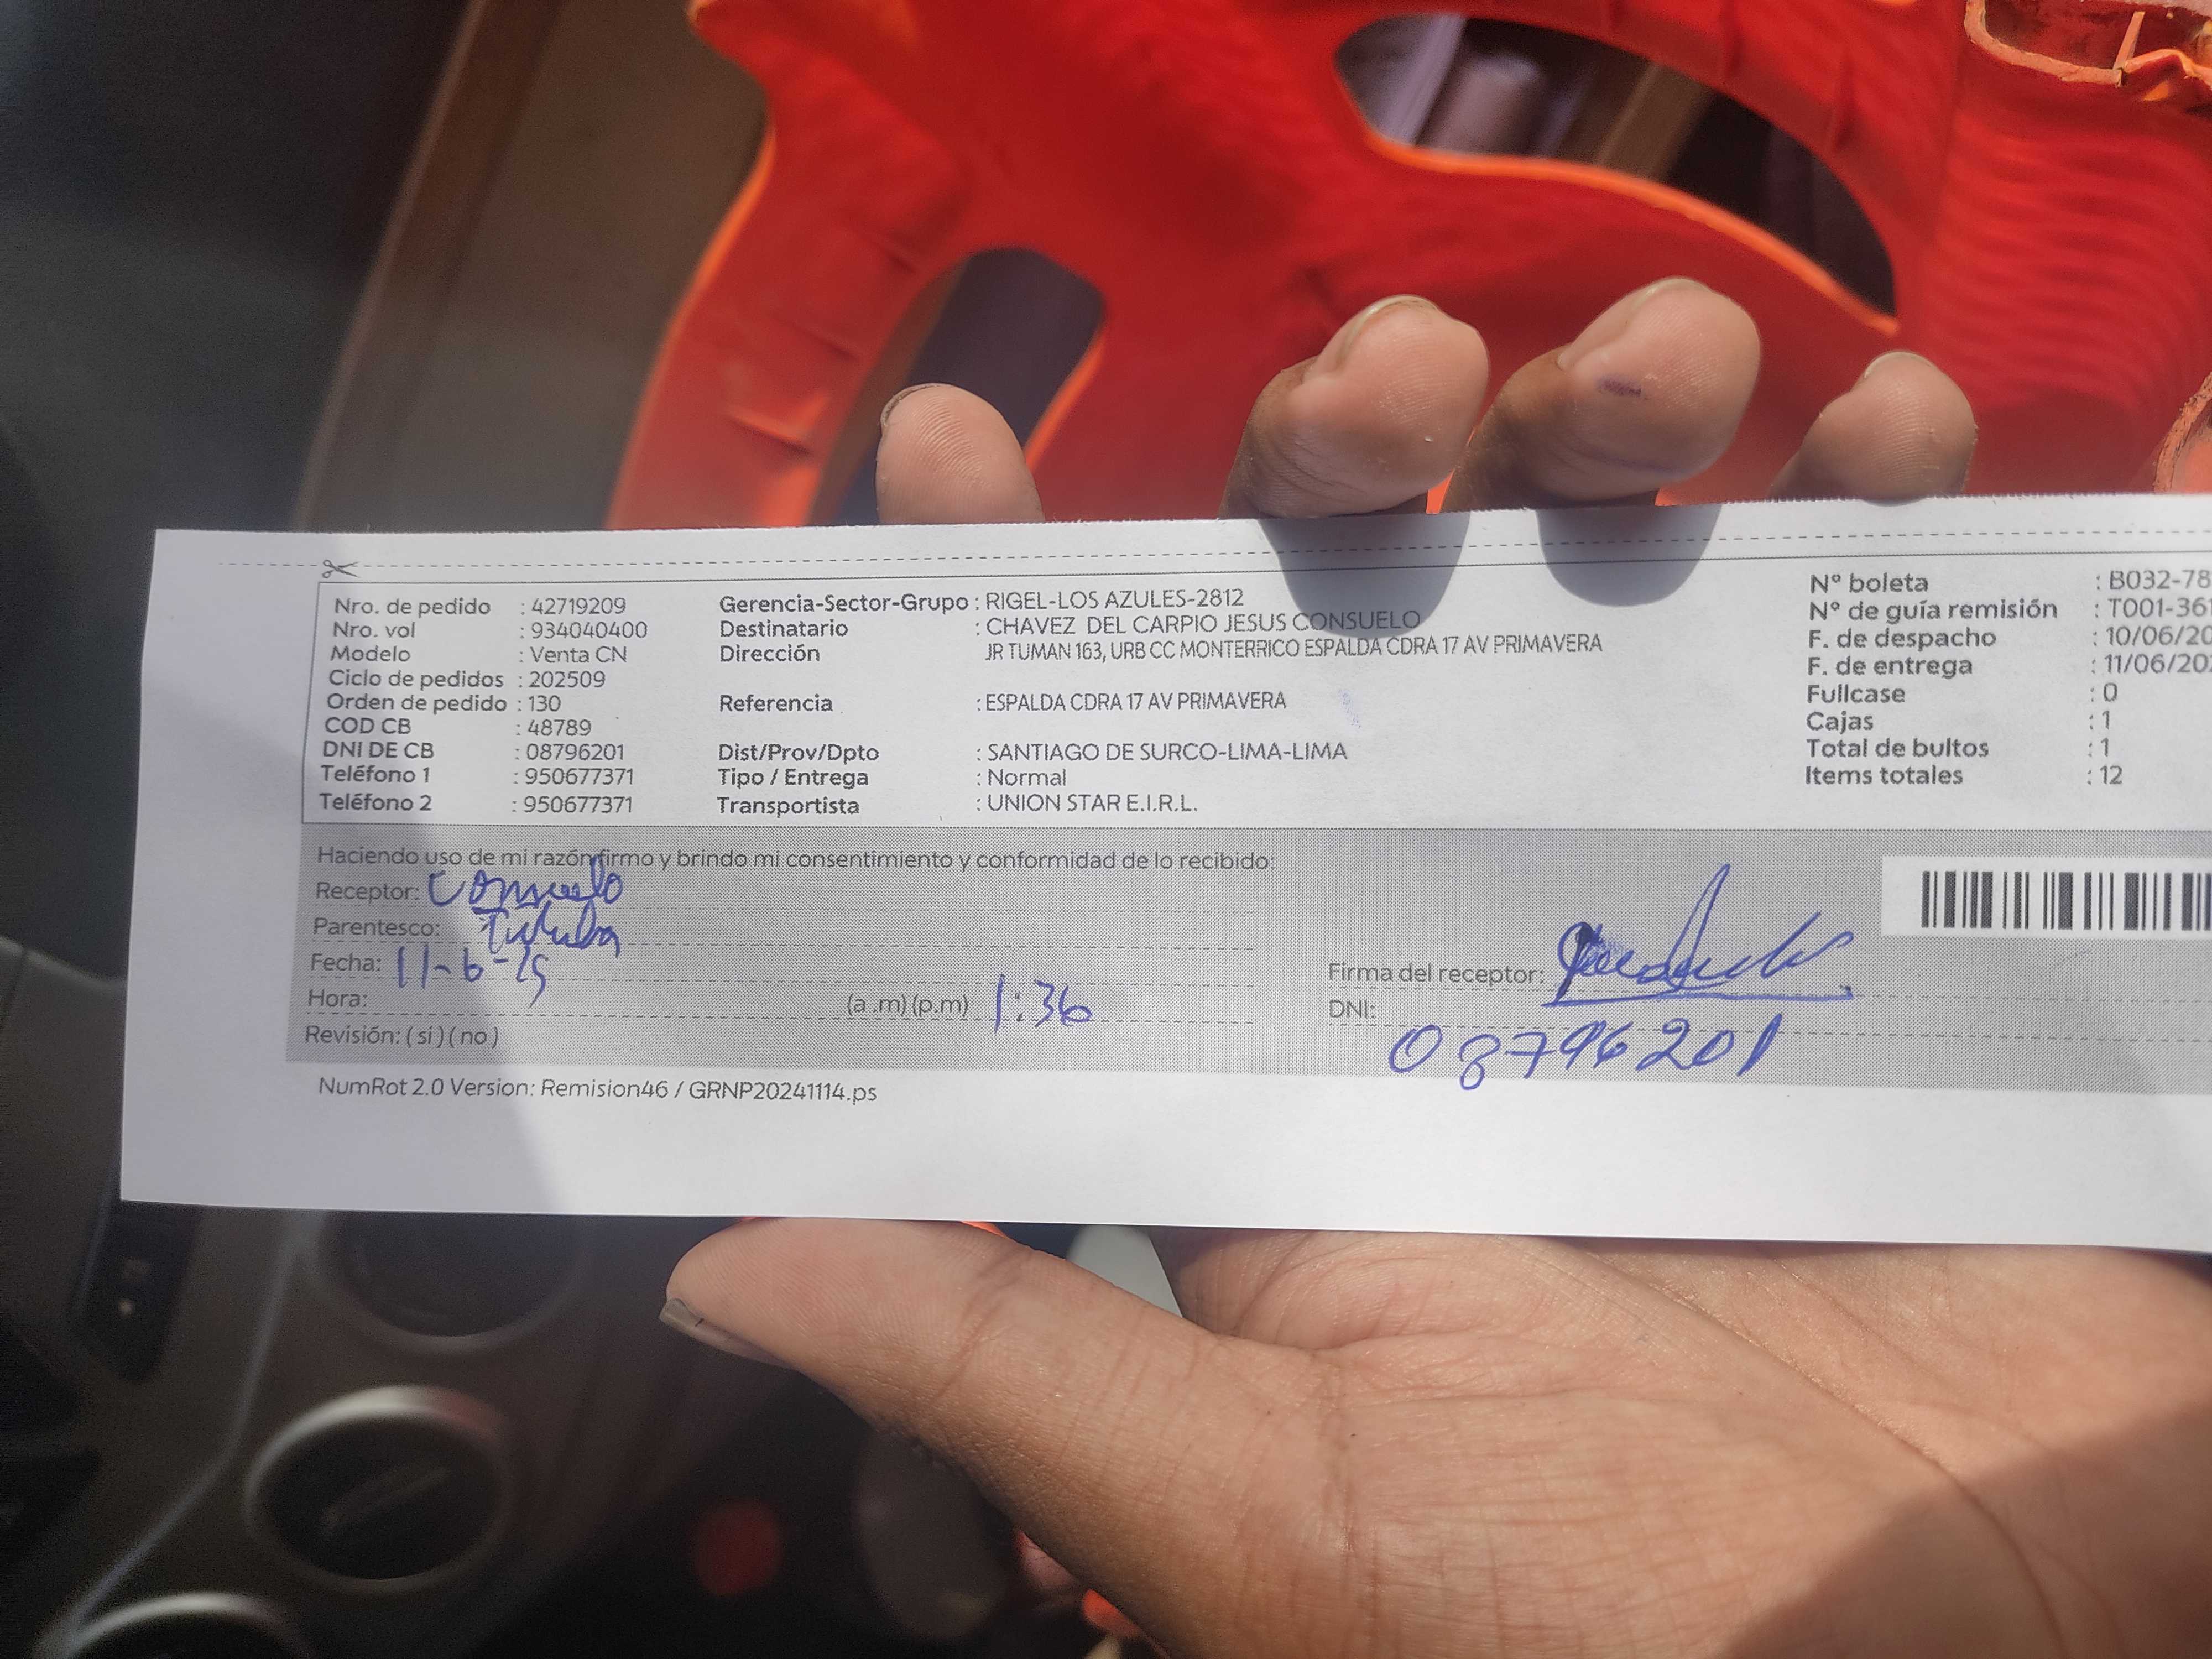 Nro. de pedido : 42719209
Nro. vol : 934040400
Modelo : Venta CN
Ciclo de pedidos : 202509
Orden de pedido : 130
COD CB : 48789
DNI DE CB : 08796201
Teléfono 1 : 950677371
Teléfono 2 : 950677371
Gerencia-Sector-Grupo : RIGEL-LOS AZULES-2812
Destinatario : CHAVEZ DEL CARPIO JESUS CONSUELO
Dirección JR TUMAN 163, URB CC MONTERRICO ESPALDA CDRA 17 AV PRIMAVERA
Referencia : ESPALDA CDRA 17 AV PRIMAVERA
Dist/Prov/Dpto : SANTIAGO DE SURCO-LIMA-LIMA
Tipo / Entrega : Normal
Transportista : UNION STAR E.I.R.L.
N° boleta : B032-78
N° de guía remisión : T001-361
F. de despacho : 10/06/20
F. de entrega : 11/06/20
Fullcase : 0
Cajas : 1
Total de bultos : 1
Items totales : 12
Haciendo uso de mi razón firmo y brindo mi consentimiento y conformidad de lo recibido:
Receptor: Consuelo
Parentesco:
Fecha: 11-6-25
Hora: (a .m) (p.m) 1:36
Revisión: ( si ) ( no )
Firma del receptor:
DNI:
08796201
NumRot 2.0 Version: Remision46 / GRNP20241114.ps